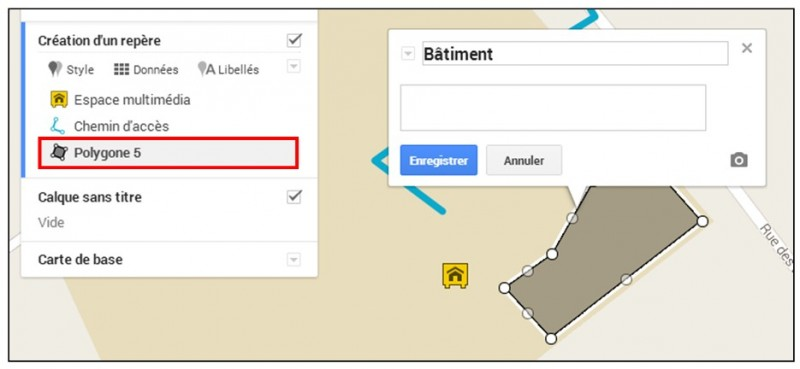 Création d'un repère
Style Données Libellés
Espace multimédia
Chemin d'accès
Polygone 5
Calque sans titre
Vide
Carte de base
Bâtiment
Enregistrer Annuler
Rue des